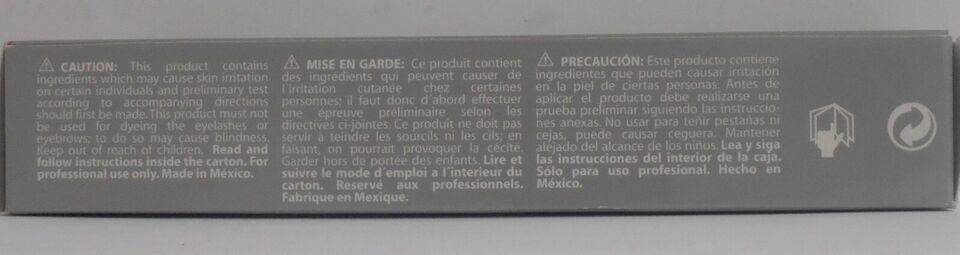 CAUTION: This product contains
ingredients which may cause skin irritation
on certain individuals and preliminary test
according to accompanying directions
should first be made. This product must not
be used for dyeing the eyelashes or
eyebrows; to do so may cause blindness.
Keep out of reach of children. Read and
follow instructions inside the carton. For
professional use only. Made in México.
MISE EN GARDE: Ce produit contient
des ingrédients qui peuvent causer de
l´irritation cutanée chez certaines
personnes; il faut donc d´abord effectuer
une épreuve préliminaire selon les
directives ci-jointes. Ce produit ne doit pas
servir à teindre les sourcils ni les cils; en
faisant, on pourrait provoquer la cécité.
Garder hors de portée des enfants. Lire et
suivre le mode d´emploi a l´interieur du
carton. Reservé aux professionnels.
Fabrique en Mexique.
PRECAUCIÓN: Este producto contiene
ingredientes que pueden causar irritación
en la piel de ciertas personas. Antes de
aplicar el producto debe realizarse una
prueba preliminar siguiendo las instruccio-
nes anexas. No usar para teñir pestañas ni
cejas, puede causar ceguera. Mantener
alejado del alcance de los niños. Lea y siga
las instrucciones del interior de la caja.
Sólo para uso profesional. Hecho en
México.